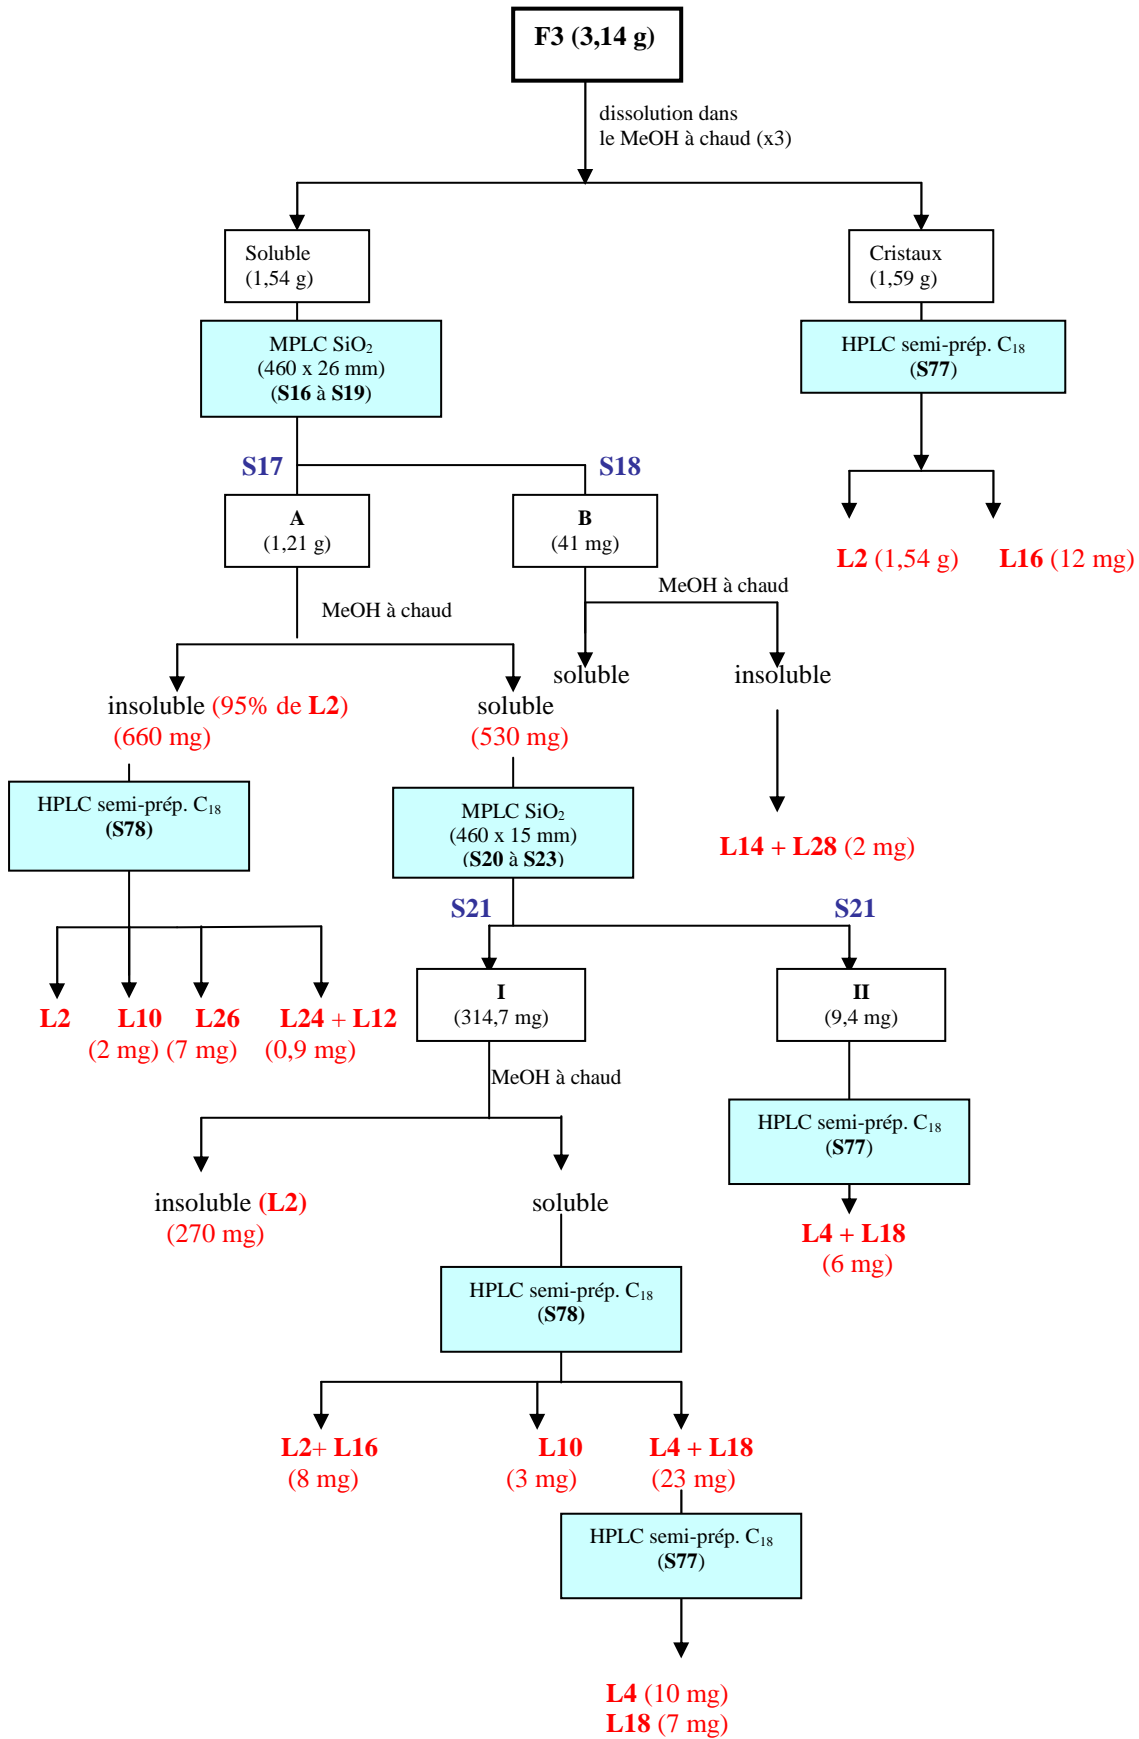 F3 (3,14 g)
dissolution dans
le MeOH à chaud (x3)
Soluble
(1,54 g)
Cristaux
(1,59 g)
MPLC SiO₂
(460 x 26 mm)
(S16 à S19)
HPLC semi-prép. C₁₈
(S77)
S17
S18
A
(1,21 g)
B
(41 mg)
L2 (1,54 g)
L16 (12 mg)
MeOH à chaud
MeOH à chaud
soluble
insoluble
insoluble (95% de L2)
(660 mg)
soluble
(530 mg)
HPLC semi-prép. C₁₈
(S78)
MPLC SiO₂
(460 x 15 mm)
(S20 à S23)
L14 + L28 (2 mg)
S21
S21
L2
L10
(2 mg)
L26
(7 mg)
L24 + L12
(0,9 mg)
I
(314,7 mg)
II
(9,4 mg)
MeOH à chaud
HPLC semi-prép. C₁₈
(S77)
insoluble (L2)
(270 mg)
soluble
L4 + L18
(6 mg)
HPLC semi-prép. C₁₈
(S78)
L2+ L16
(8 mg)
L10
(3 mg)
L4 + L18
(23 mg)
HPLC semi-prép. C₁₈
(S77)
L4 (10 mg)
L18 (7 mg)